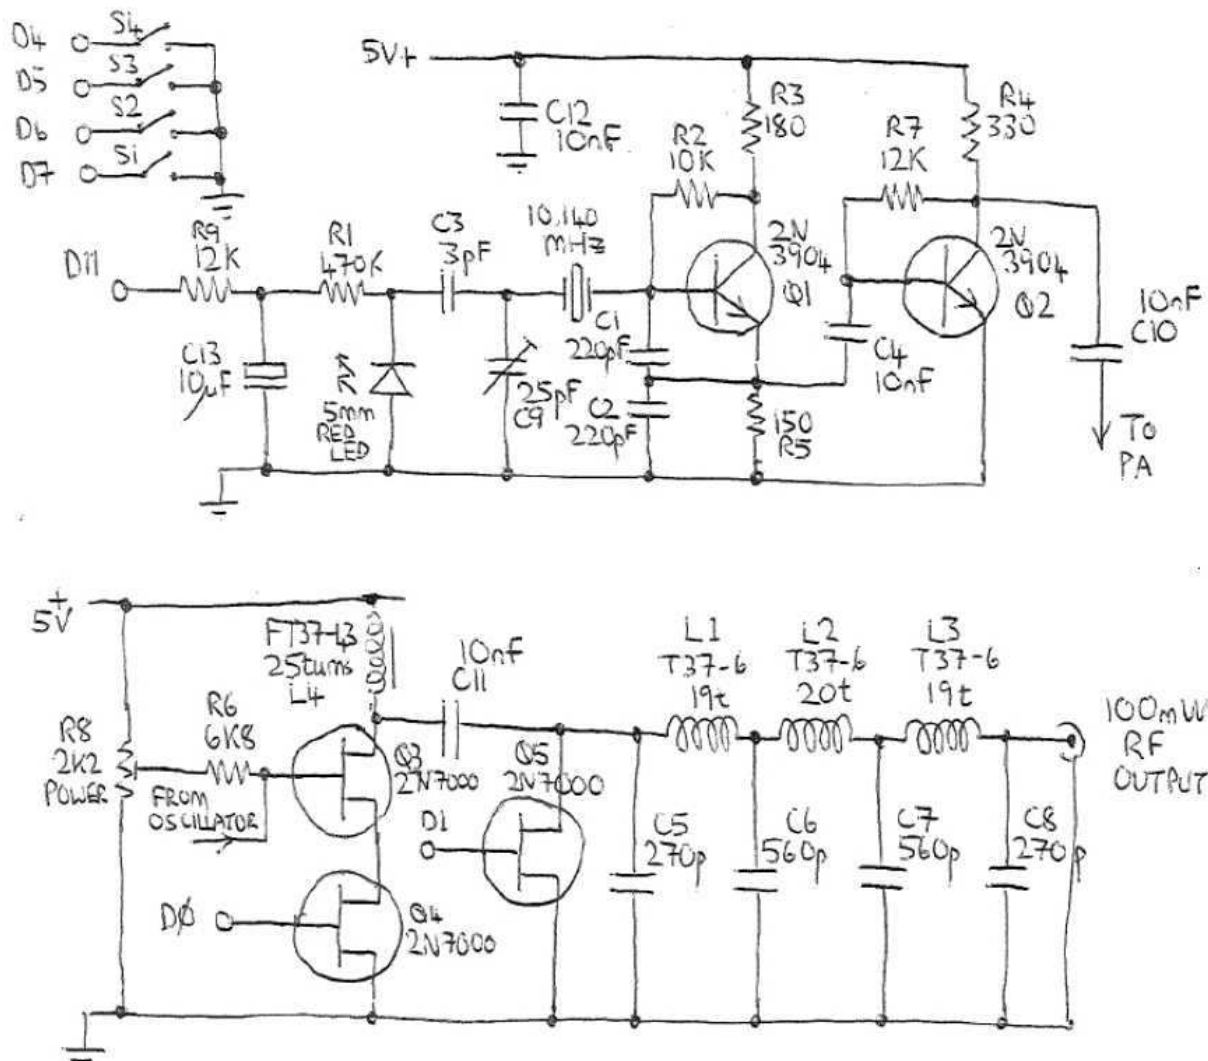 D4
S4
D5
S3
D6
S2
D7
S1
5V+
C12
10nF
R3
180
R2
10K
R7
12K
R4
330
D11
R9
12K
R1
470K
C3
3pF
10,140
MHz
2N
3904
Q1
2N
3904
Q2
10nF
C10
C13
10µF
5mm
RED
LED
25pF
C9
C1
220pF
C2
220pF
C4
10nF
150
R5
TO
PA
+
5V
FT37-43
25turns
L4
10nF
C11
L1
T37-6
19t
L2
T37-6
20t
L3
T37-6
19t
100mW
RF
OUTPUT
R8
2K2
POWER
R6
6K8
FROM
OSCILLATOR
Q3
2N7000
Q5
2N7000
D1
C5
270p
C6
560p
C7
560p
C8
270p
DØ
Q4
2N7000